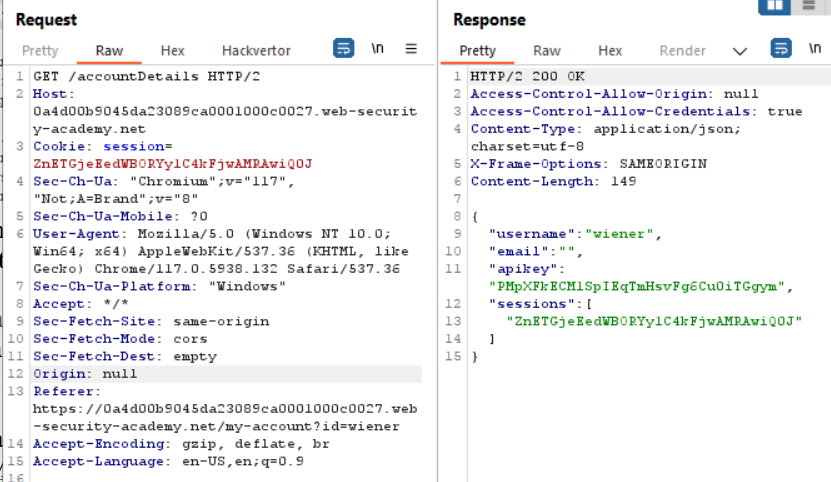 Request
Pretty Raw Hex Hackvertor \n
1 GET /accountDetails HTTP/2
2 Host:
0a4d00b9045da23089ca0001000c0027.web-securit
y-academy.net
3 Cookie: session=
ZnETGjeEedWBORYylC4kFjwAMRAwiQOJ
4 Sec-Ch-Ua: "Chromium";v="117",
"Not;A=Brand";v="8"
5 Sec-Ch-Ua-Mobile: ?0
6 User-Agent: Mozilla/5.0 (Windows NT 10.0;
Win64; x64) AppleWebKit/537.36 (KHTML, like
Gecko) Chrome/117.0.5938.132 Safari/537.36
7 Sec-Ch-Ua-Platform: "Windows"
8 Accept: */*
9 Sec-Fetch-Site: same-origin
10 Sec-Fetch-Mode: cors
11 Sec-Fetch-Dest: empty
12 Origin: null
13 Referer:
https://0a4d00b9045da23089ca0001000c0027.web
-security-academy.net/my-account?id=wiener
14 Accept-Encoding: gzip, deflate, br
15 Accept-Language: en-US,en;q=0.9
16
Response
Pretty Raw Hex Render \n
1 HTTP/2 200 OK
2 Access-Control-Allow-Origin: null
3 Access-Control-Allow-Credentials: true
4 Content-Type: application/json;
charset=utf-8
5 X-Frame-Options: SAMEORIGIN
6 Content-Length: 149
7
8 {
9 "username":"wiener",
10 "email":"",
11 "apikey":
"PMpXFkECMlSpIEqTmHsvFg6CuOiTGgym",
12 "sessions":[
13 "ZnETGjeEedWBORYylC4kFjwAMRAwiQOJ"
14 ]
15 }